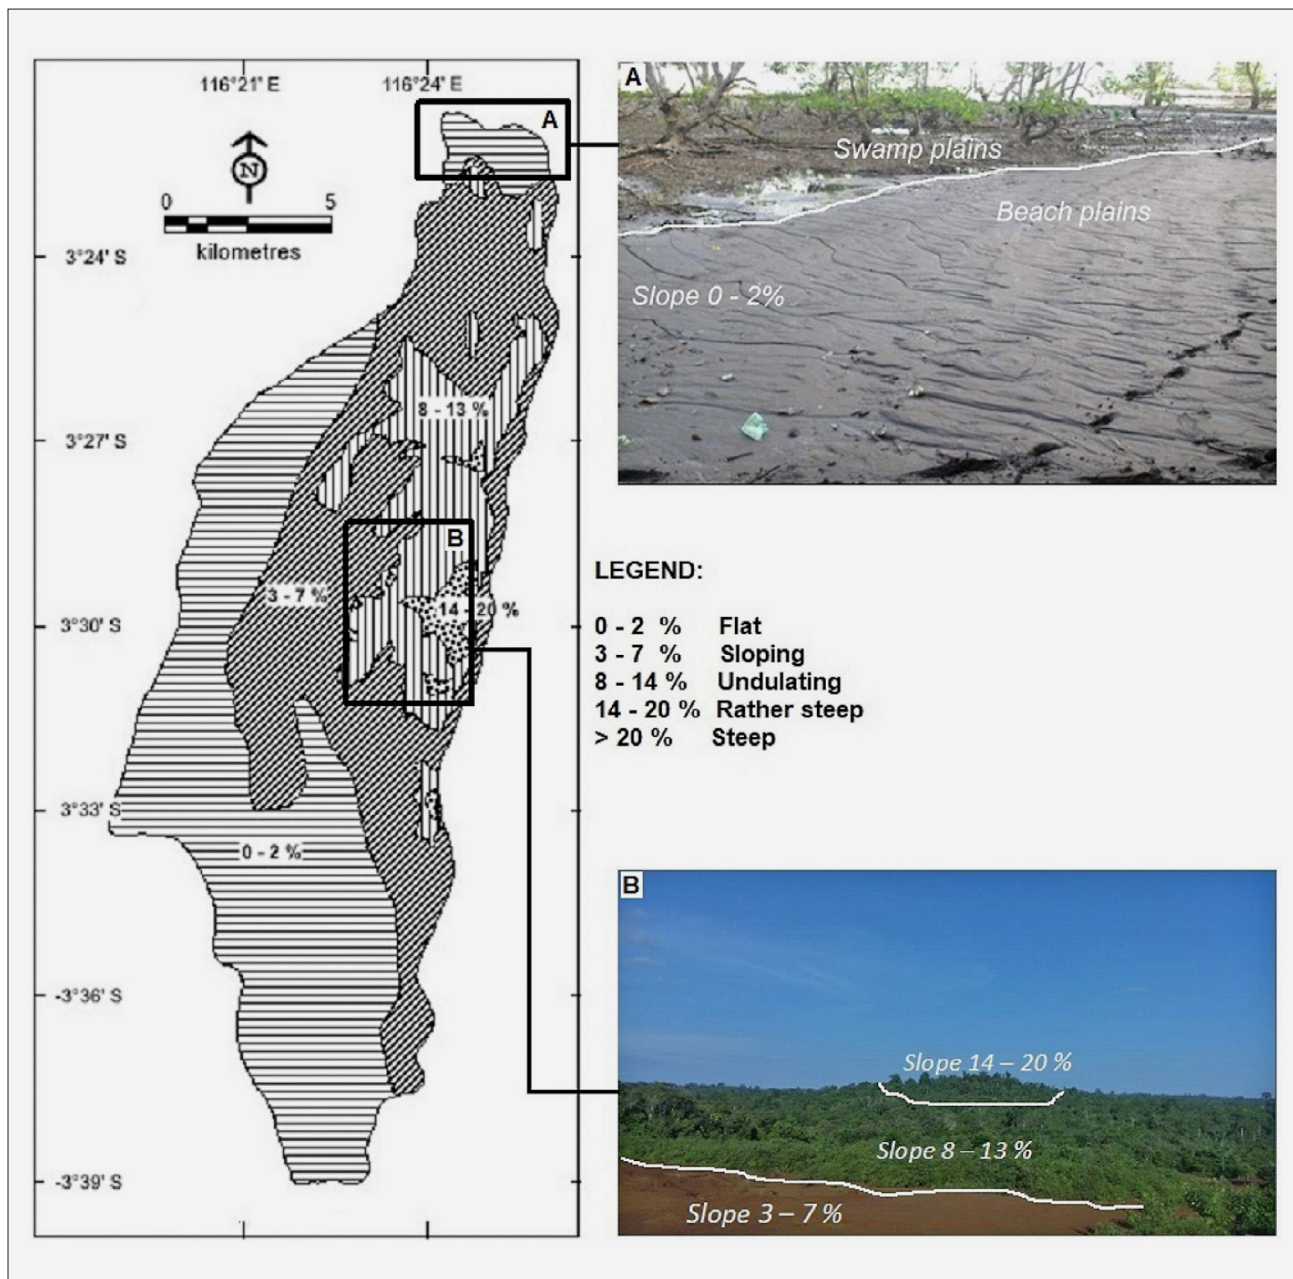 116°21' E
116°24' E
A
N
0 5
kilometres
3°24' S
3°27' S
3°30' S
3°33' S
-3°36' S
-3°39' S
8 - 13 %
B
3 - 7 %
14 - 20 %
0 - 2 %
A
Swamp plains
Beach plains
Slope 0 - 2%
LEGEND:
0 - 2 % Flat
3 - 7 % Sloping
8 - 14 % Undulating
14 - 20 % Rather steep
> 20 % Steep
B
Slope 14 – 20 %
Slope 8 – 13 %
Slope 3 – 7 %